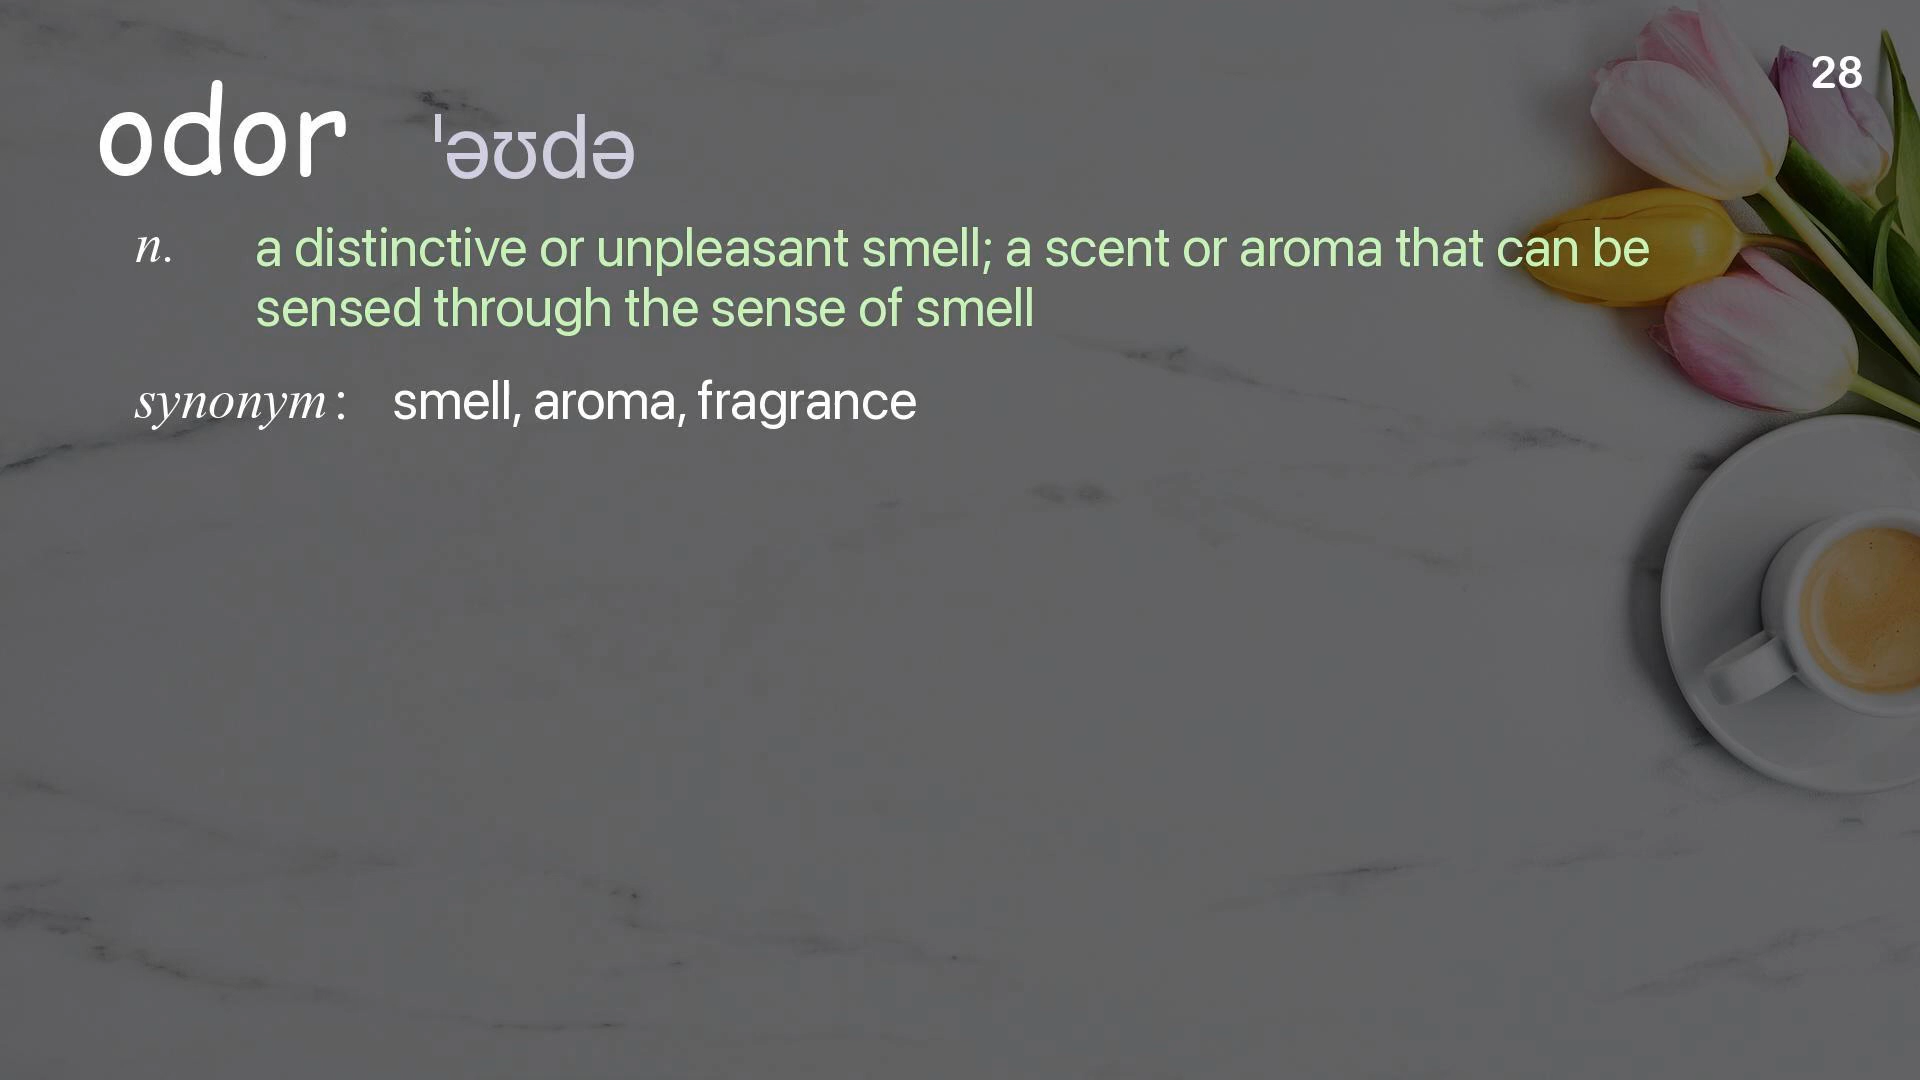 28
odor ˈəʊdə
n. a distinctive or unpleasant smell; a scent or aroma that can be
sensed through the sense of smell
synonym : smell, aroma, fragrance